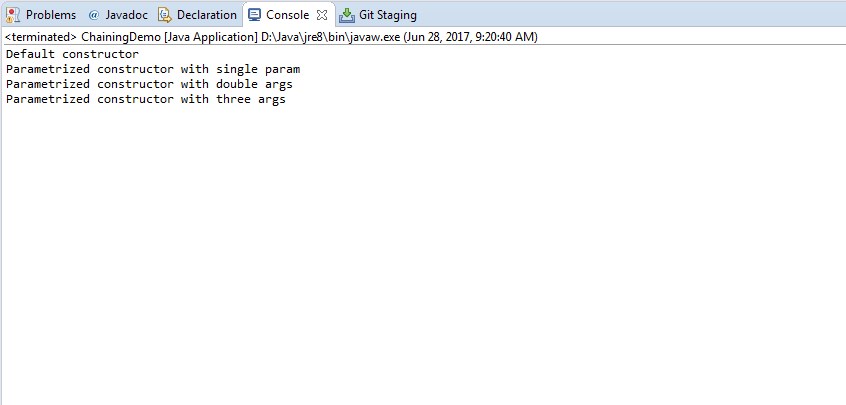 Problems @ Javadoc Declaration Console Git Staging
<terminated> ChainingDemo [Java Application] D:\Java\jre8\bin\javaw.exe (Jun 28, 2017, 9:20:40 AM)
Default constructor
Parametrized constructor with single param
Parametrized constructor with double args
Parametrized constructor with three args